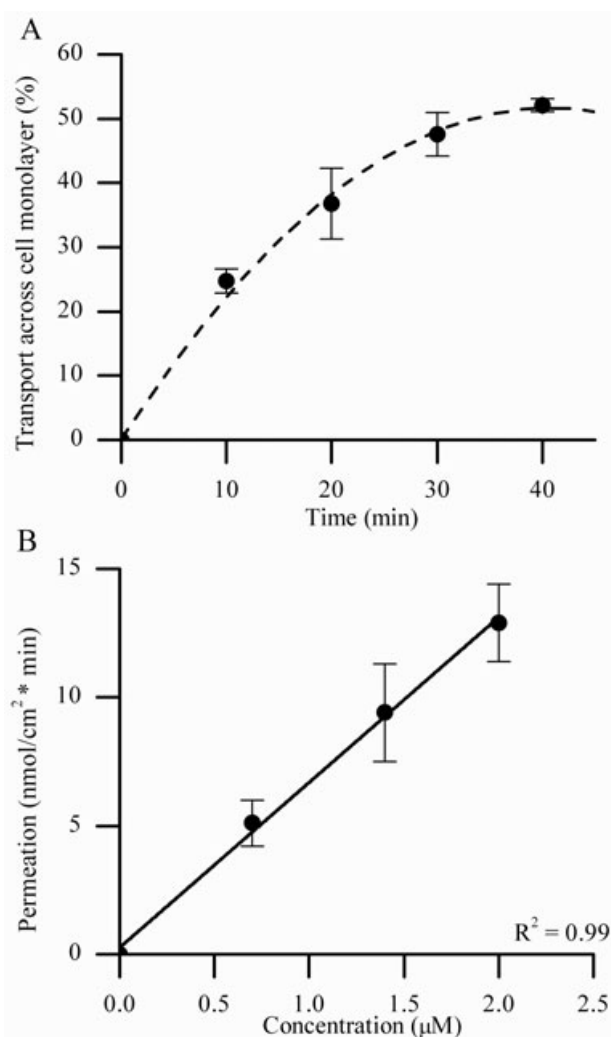 A
Transport across cell monolayer (%)
60
50
40
30
20
10
0
0 10 20 30 40
Time (min)
B
Permeation (nmol/cm² * min)
15
10
5
0
R² = 0.99
0.0 0.5 1.0 1.5 2.0 2.5
Concentration (μM)